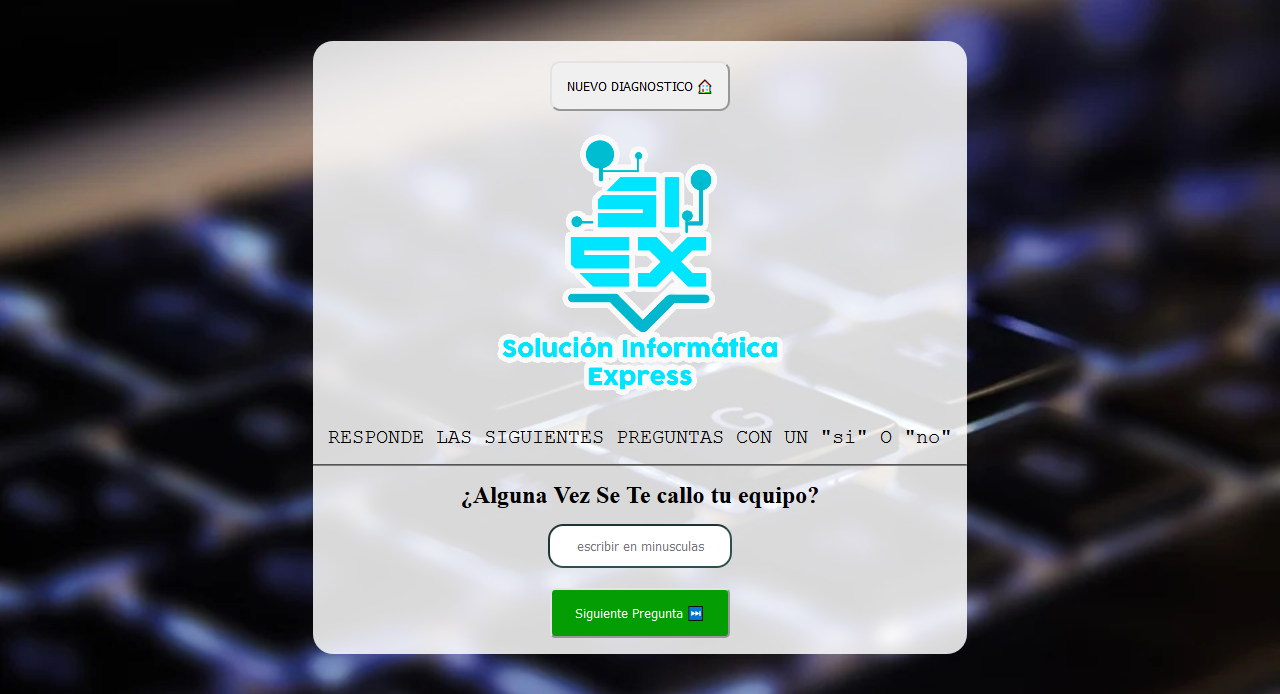 NUEVO DIAGNOSTICO
SI
EX
Solución Informática
Express
RESPONDE LAS SIGUIENTES PREGUNTAS CON UN "si" O "no"
¿Alguna Vez Se Te callo tu equipo?
escribir en minusculas
Siguiente Pregunta
G